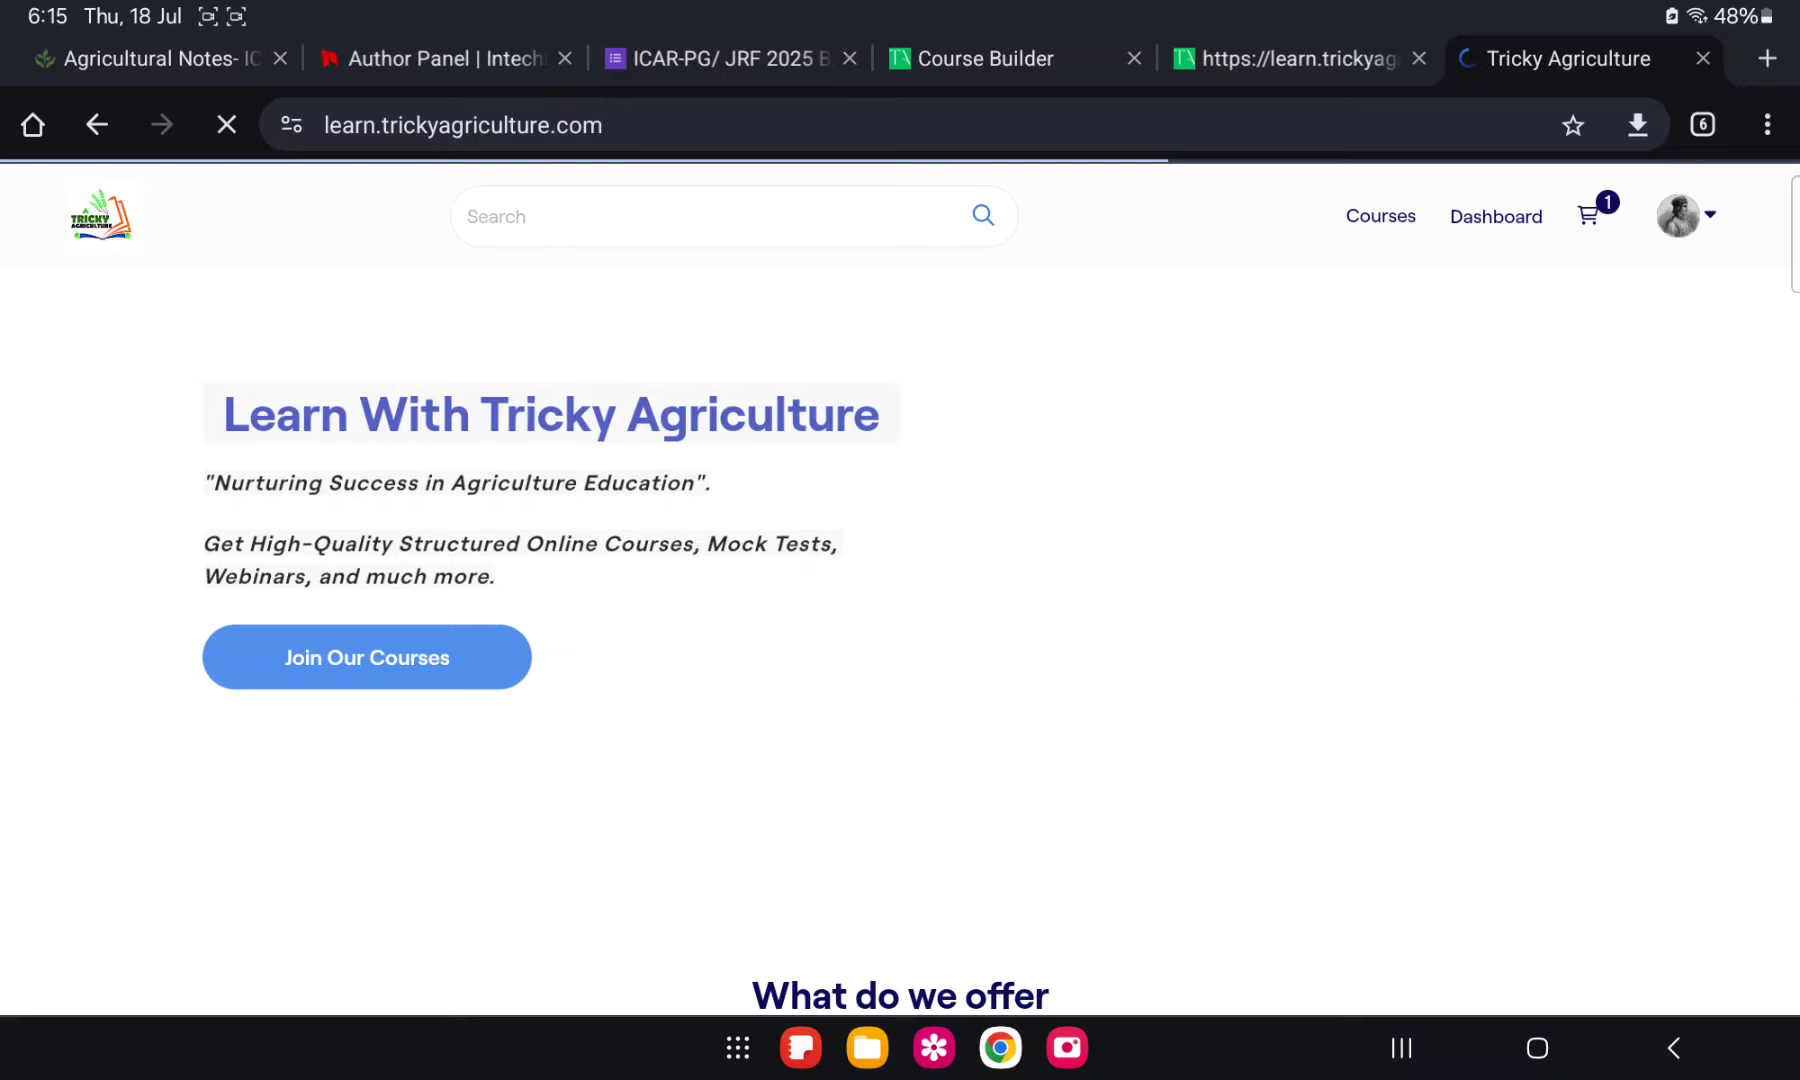 6:15 Thu, 18 Jul 48%
Agricultural Notes- IC
Author Panel | Intech
ICAR-PG/ JRF 2025 B
Course Builder
https://learn.trickyag
Tricky Agriculture
learn.trickyagriculture.com
6
TRICKY
AGRICULTURE
Search
Courses
Dashboard
1
Learn With Tricky Agriculture
"Nurturing Success in Agriculture Education".
Get High-Quality Structured Online Courses, Mock Tests,
Webinars, and much more.
Join Our Courses
What do we offer